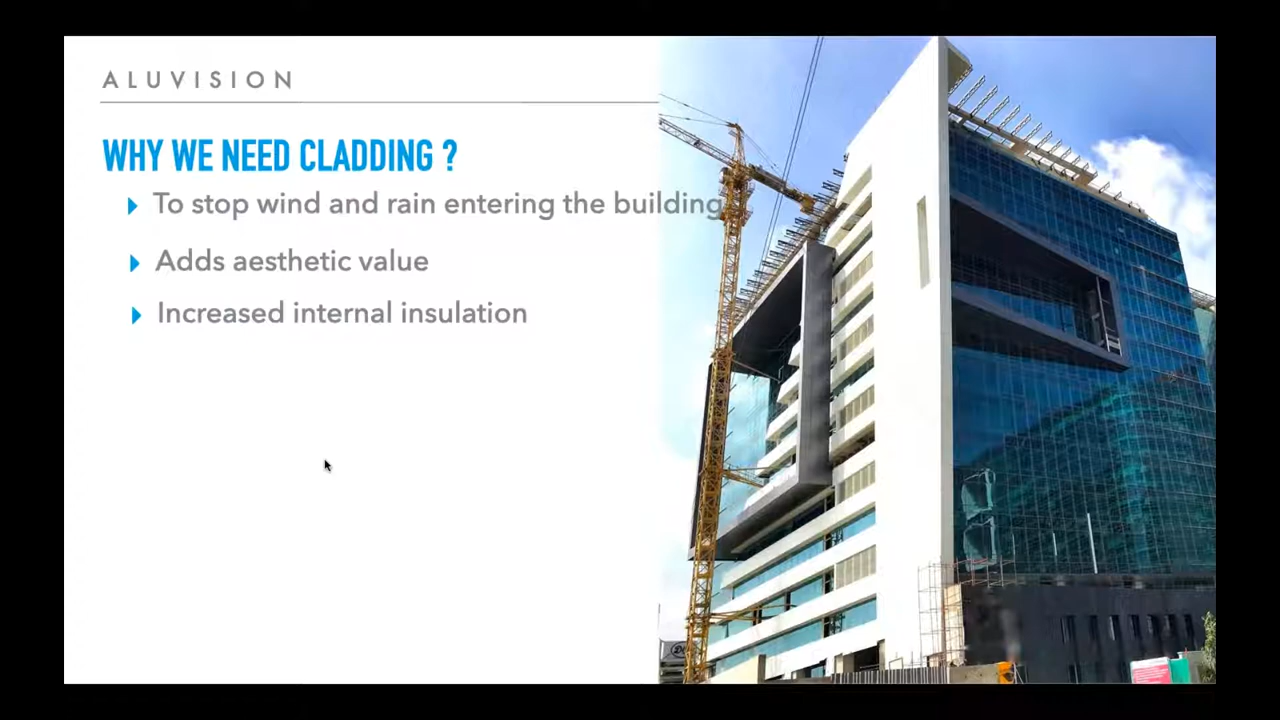 ALUVISION
WHY WE NEED CLADDING ?
To stop wind and rain entering the building
Adds aesthetic value
Increased internal insulation